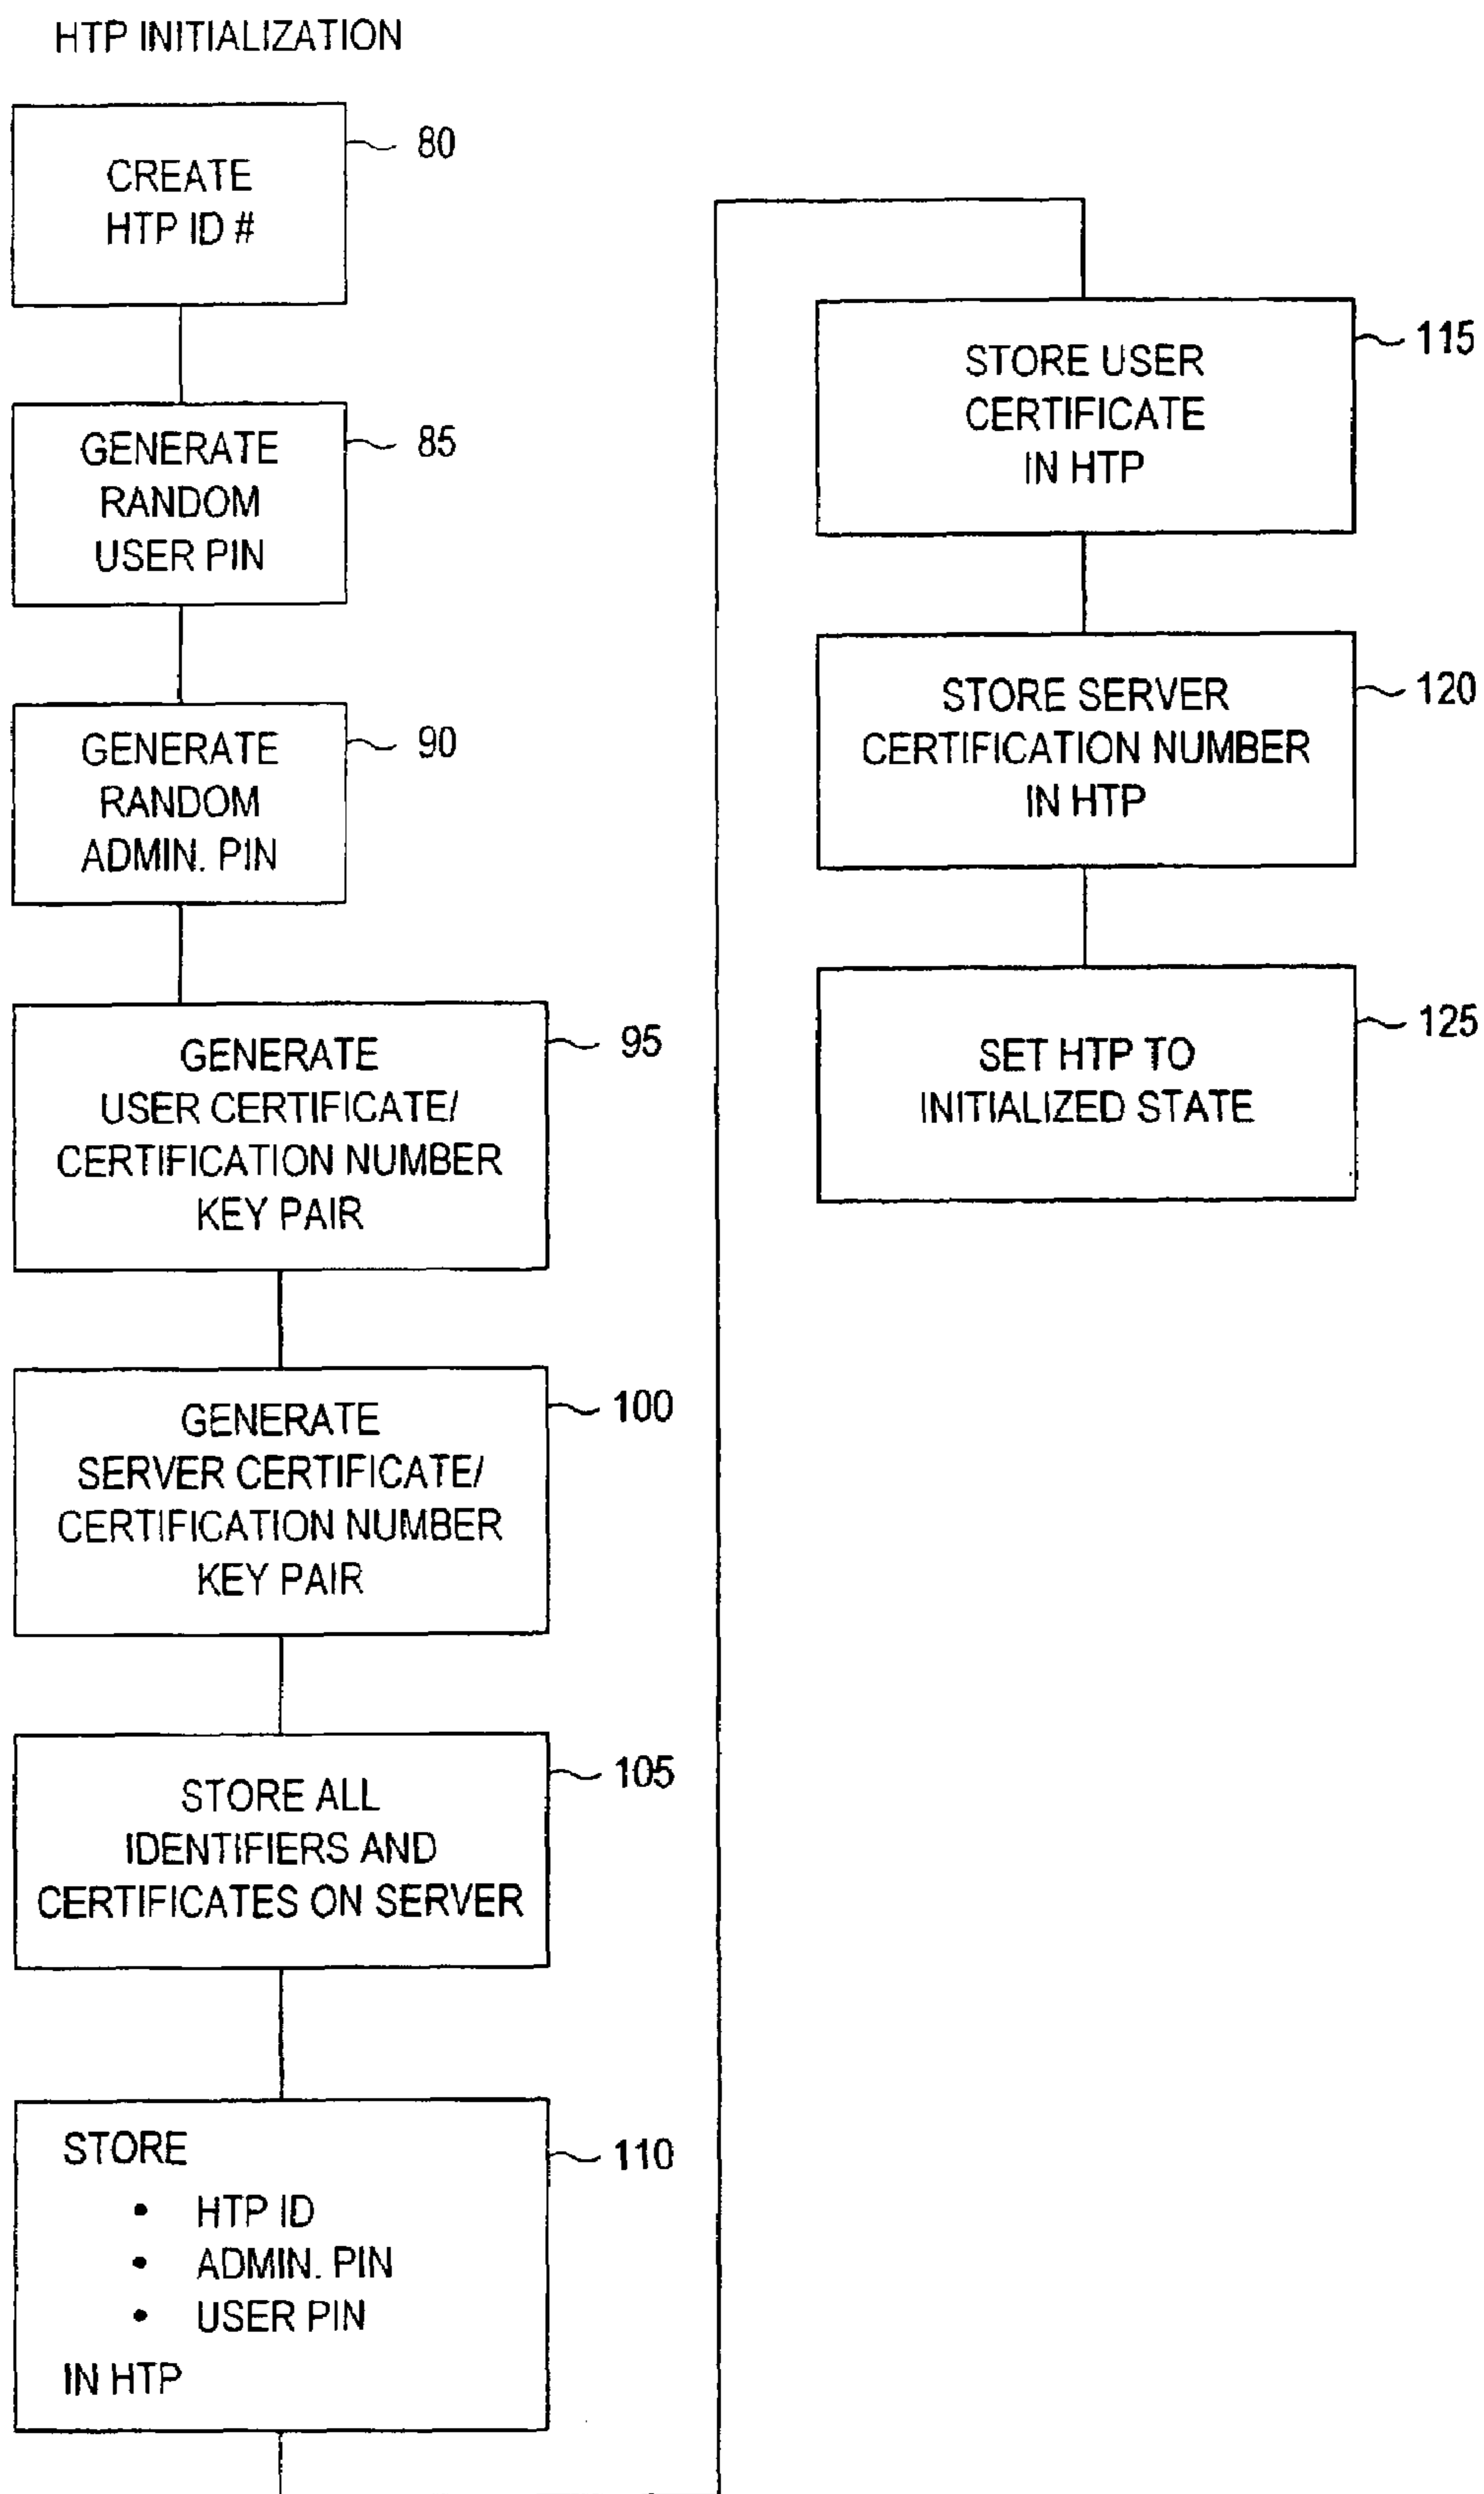 HTP INITIALIZATION
80
CREATE
HTP ID #
85
GENERATE
RANDOM
USER PIN
90
GENERATE
RANDOM
ADMIN. PIN
95
GENERATE
USER CERTIFICATE/
CERTIFICATION NUMBER
KEY PAIR
100
GENERATE
SERVER CERTIFICATE/
CERTIFICATION NUMBER
KEY PAIR
105
STORE ALL
IDENTIFIERS AND
CERTIFICATES ON SERVER
110
STORE
• HTP ID
• ADMIN. PIN
• USER PIN
IN HTP
115
STORE USER
CERTIFICATE
IN HTP
120
STORE SERVER
CERTIFICATION NUMBER
IN HTP
125
SET HTP TO
INITIALIZED STATE